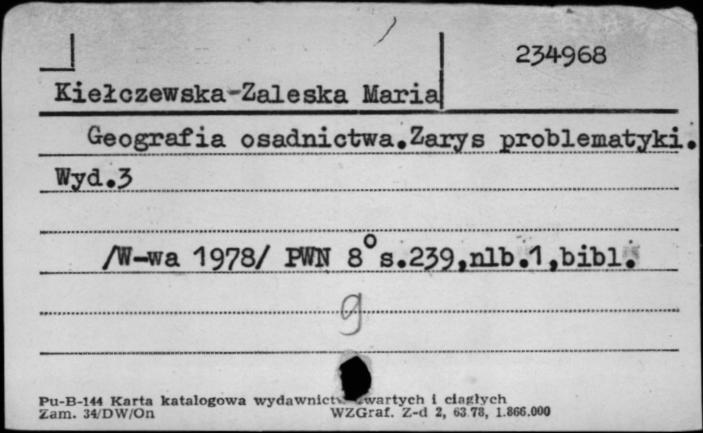 234968
Kiełczewska-Zaleska Maria
Geografia osadnictwa.Zarys problematyki.
Wyd.3
/W-wa 1978/ PWN 8° s.239,nlb.1,bibl.
g
Pu-B-144 Karta katalogowa wydawnictw zwartych i ciągłych
Zam. 34/DW/On WZGraf. Z-d 2, 63.78, 1.866.000